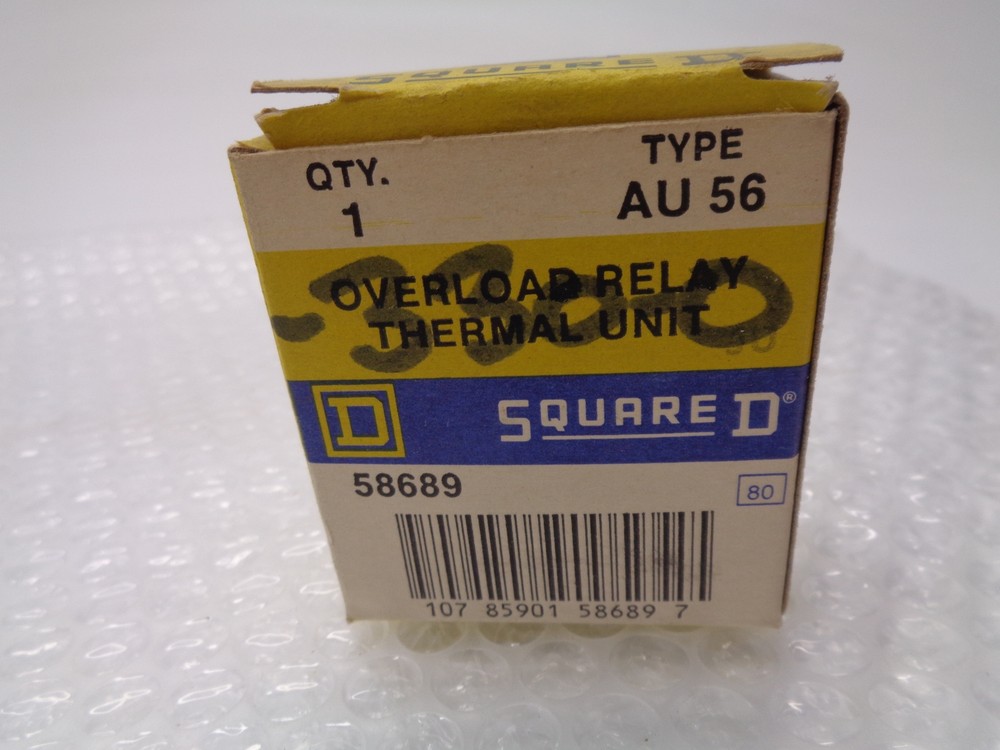 SQUARE D
QTY. TYPE
1 AU 56
OVERLOAD RELAY
THERMAL UNIT
D SQUARE D®
58689
80
107 85901 58689 7